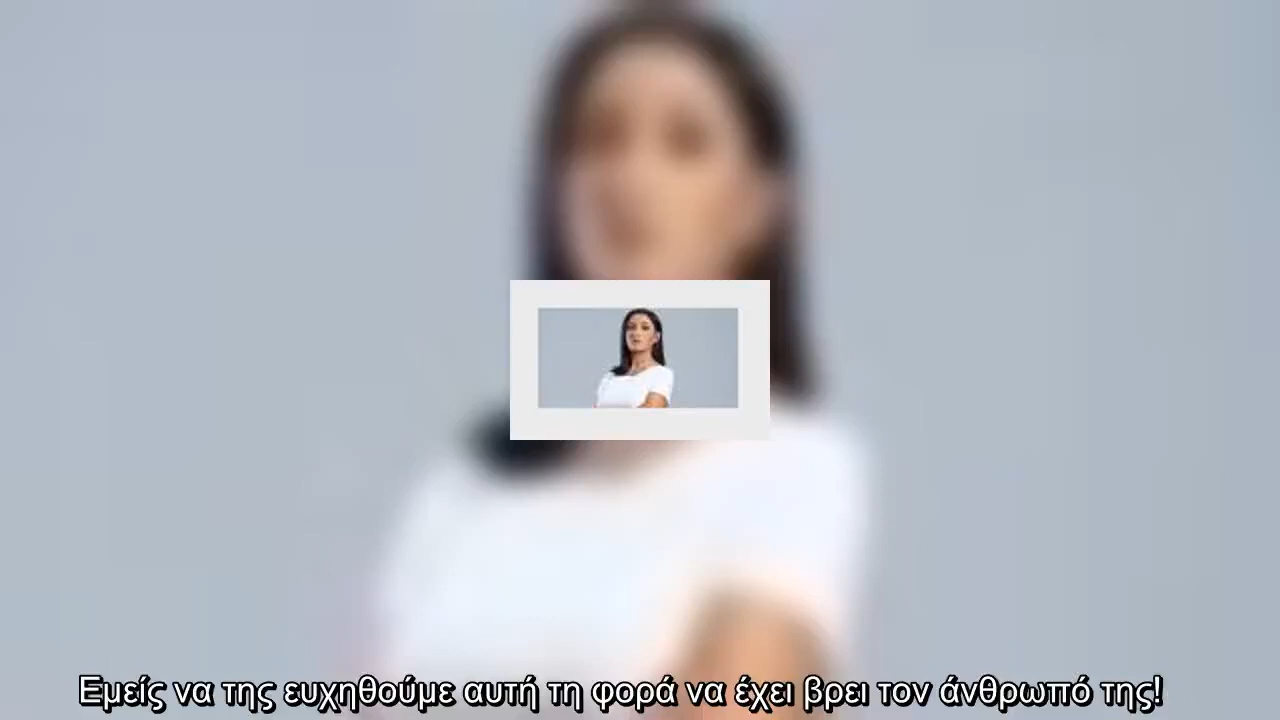 Εμείς να της ευχηθούμε αυτή τη φορά να έχει βρει τον άνθρωπό της!